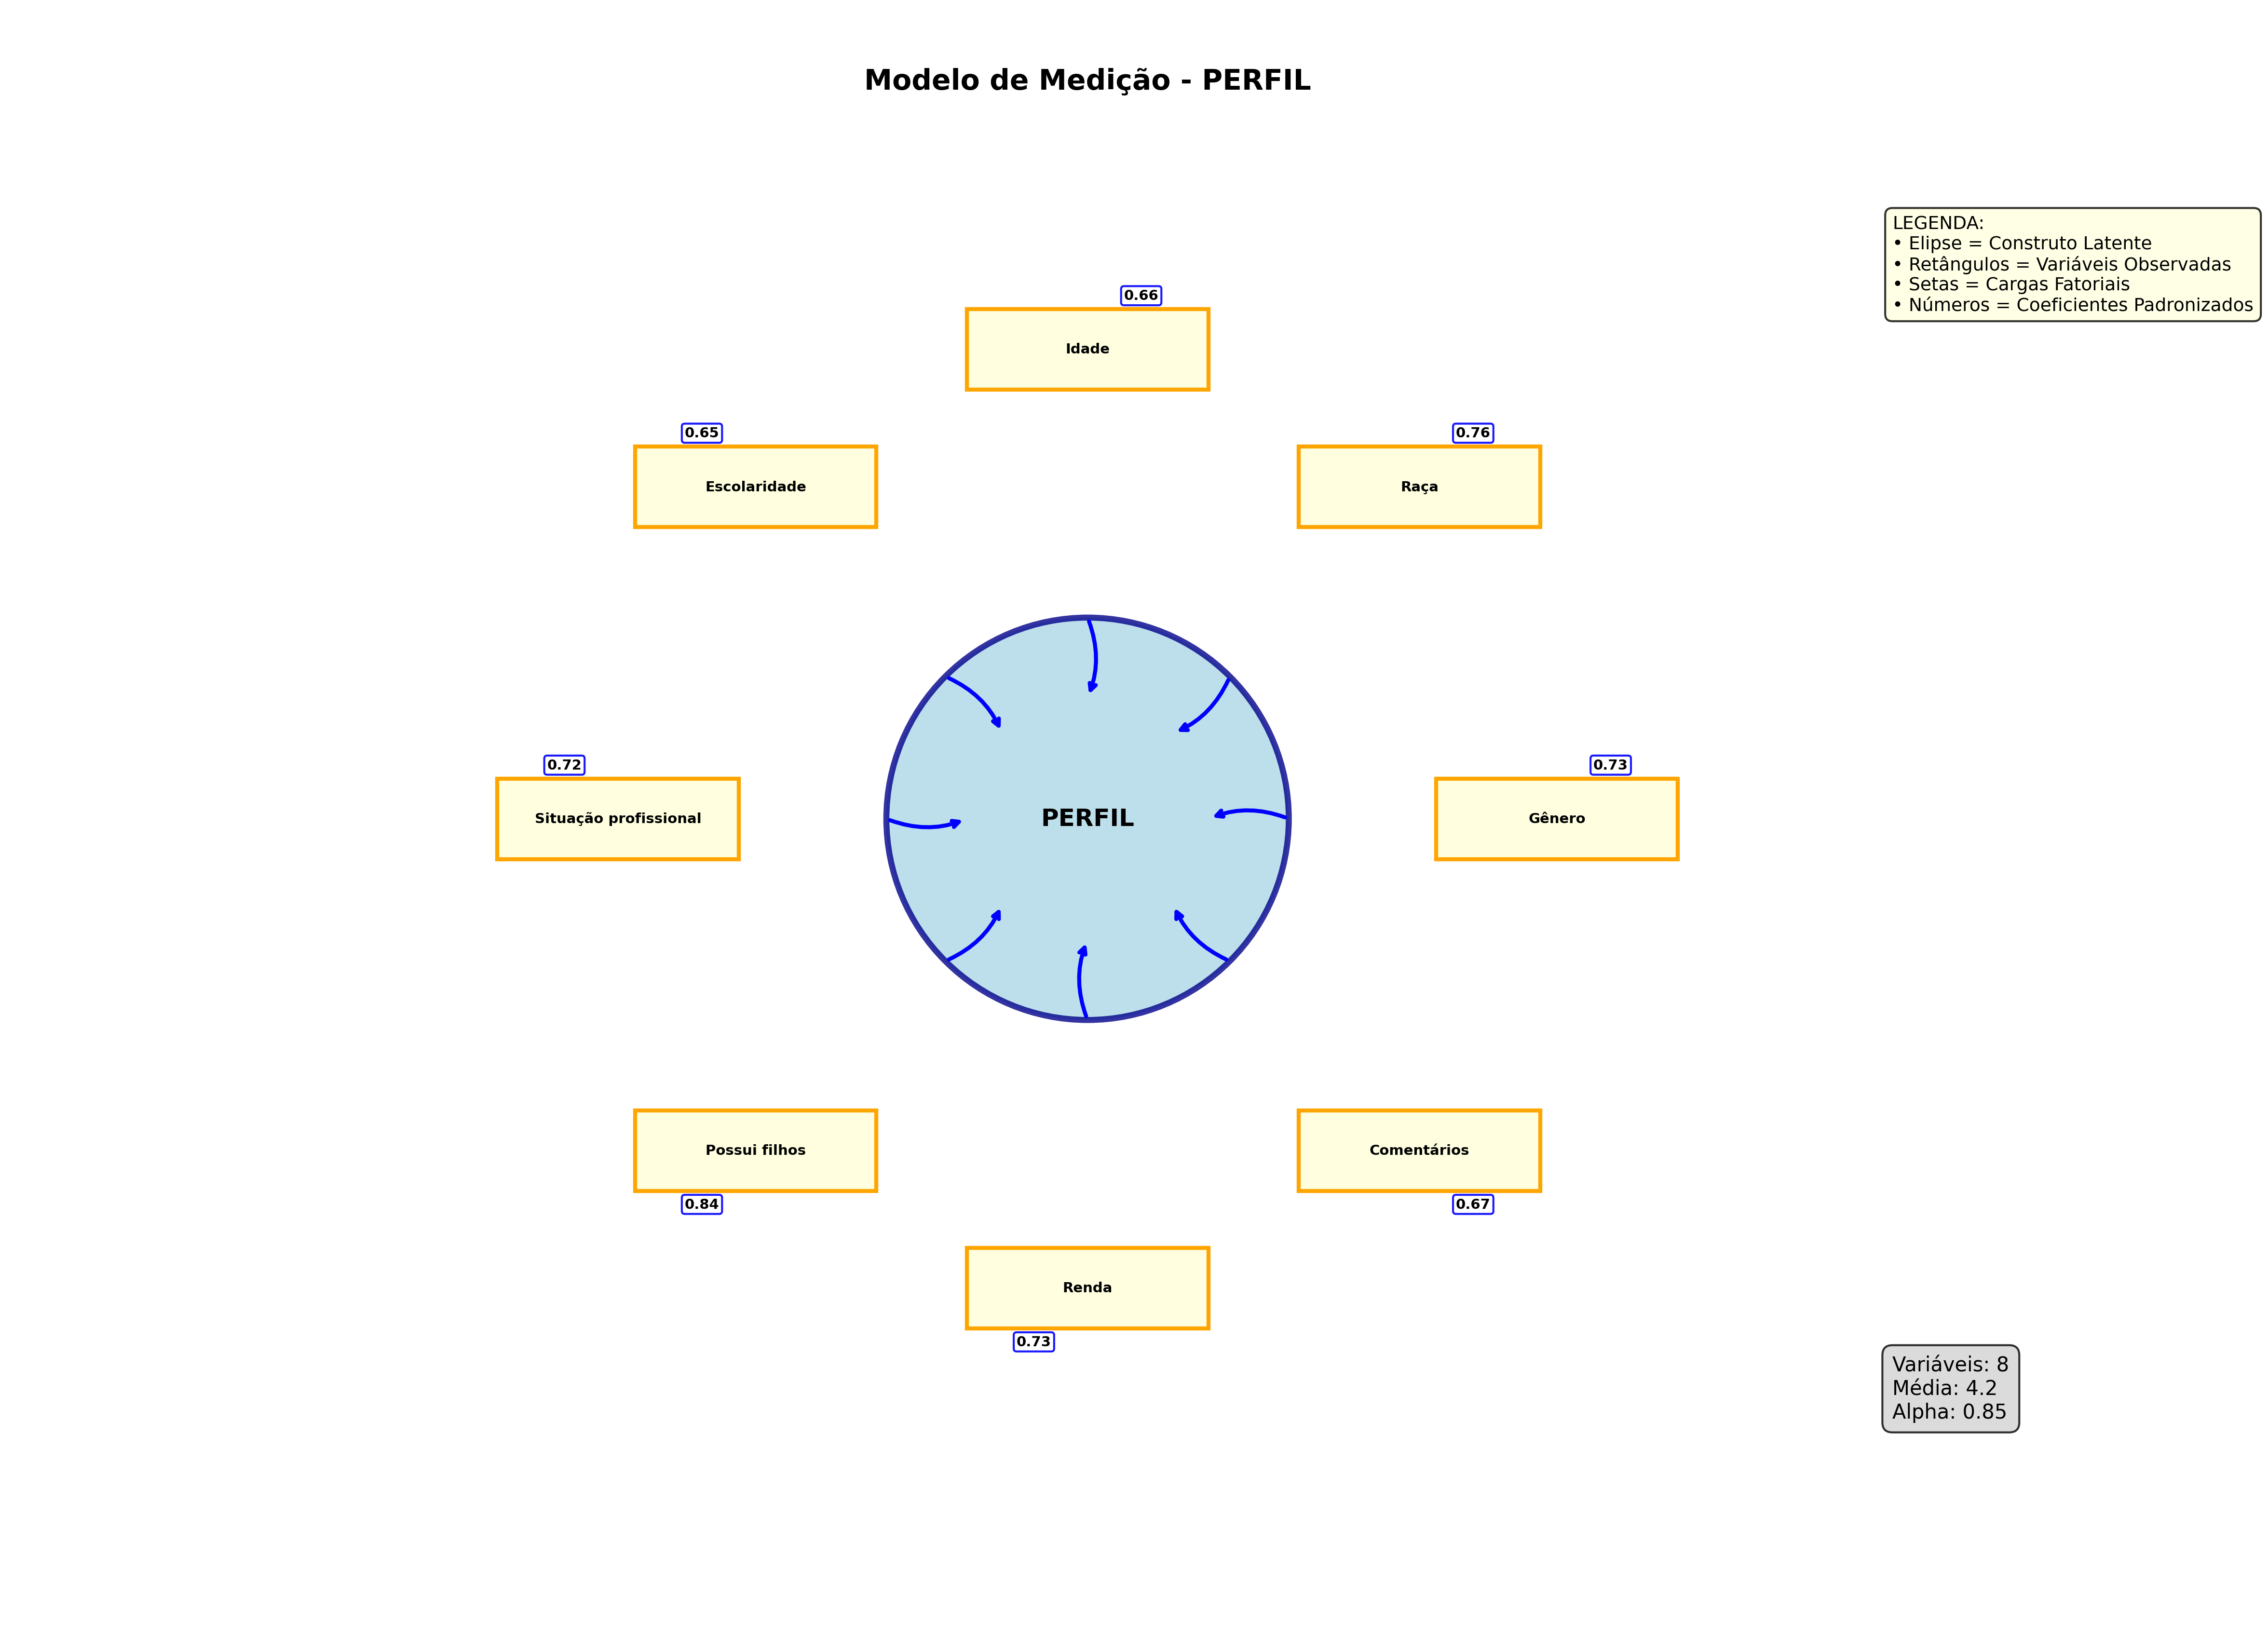 Modelo de Medição - PERFIL
LEGENDA:
• Elipse = Construto Latente
• Retângulos = Variáveis Observadas
• Setas = Cargas Fatoriais
• Números = Coeficientes Padronizados
0.66
Idade
0.65
Escolaridade
0.76
Raça
0.72
Situação profissional
PERFIL
0.73
Gênero
Possui filhos
0.84
Comentários
0.67
Renda
0.73
Variáveis: 8
Média: 4.2
Alpha: 0.85